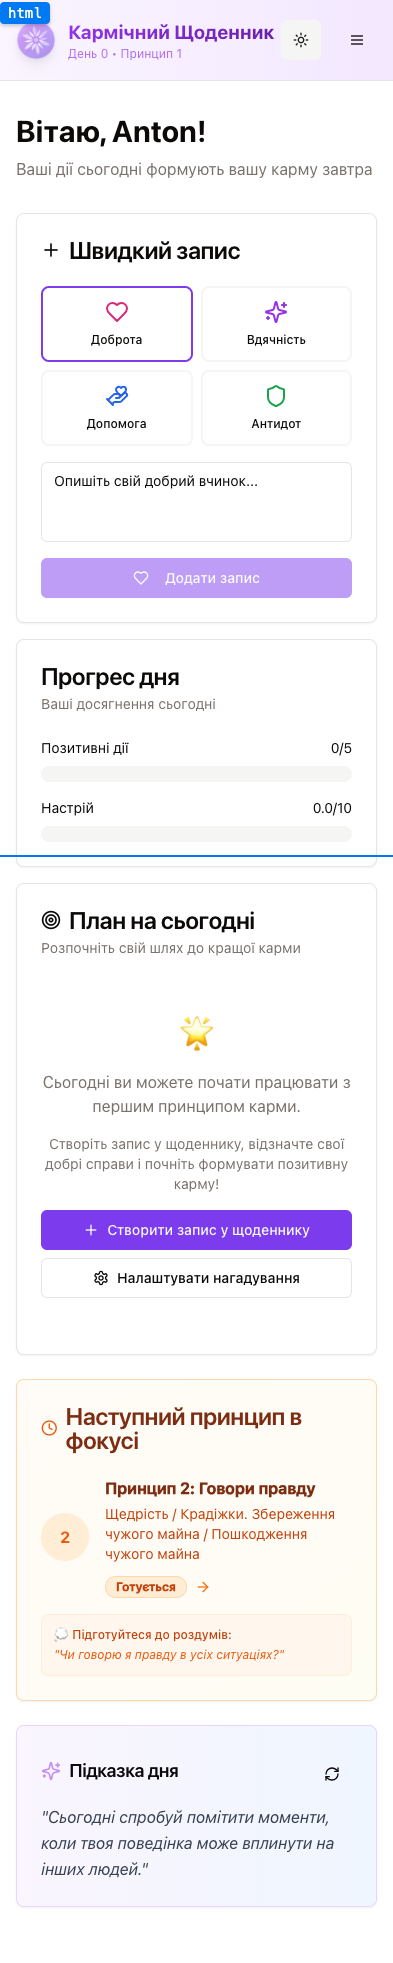 html
Кармічний Щоденник
День 0 • Принцип 1
Вітаю, Anton!
Ваші дії сьогодні формують вашу карму завтра
Швидкий запис
Доброта
Вдячність
Допомога
Антидот
Опишіть свій добрий вчинок...
Додати запис
Прогрес дня
Ваші досягнення сьогодні
Позитивні дії 0/5
Настрій 0.0/10
План на сьогодні
Розпочніть свій шлях до кращої карми
Сьогодні ви можете почати працювати з
першим принципом карми.
Створіть запис у щоденнику, відзначте свої
добрі справи і почніть формувати позитивну
карму!
Створити запис у щоденнику
Налаштувати нагадування
Наступний принцип в
фокусі
2
Принцип 2: Говори правду
Щедрість / Крадіжки. Збереження
чужого майна / Пошкодження
чужого майна
Готується
Підготуйтеся до роздумів:
"Чи говорю я правду в усіх ситуаціях?"
Підказка дня
"Сьогодні спробуй помітити моменти,
коли твоя поведінка може вплинути на
інших людей."